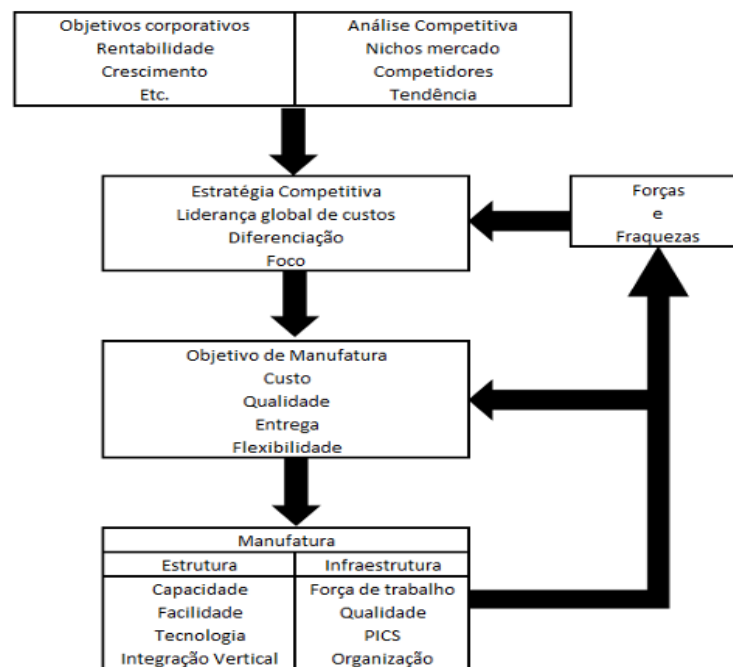 Objetivos corporativos
Rentabilidade
Crescimento
Etc.
Análise Competitiva
Nichos mercado
Competidores
Tendência
Estratégia Competitiva
Liderança global de custos
Diferenciação
Foco
Forças
e
Fraquezas
Objetivo de Manufatura
Custo
Qualidade
Entrega
Flexibilidade
Manufatura
Estrutura
Capacidade
Facilidade
Tecnologia
Integração Vertical
Infraestrutura
Força de trabalho
Qualidade
PICS
Organização